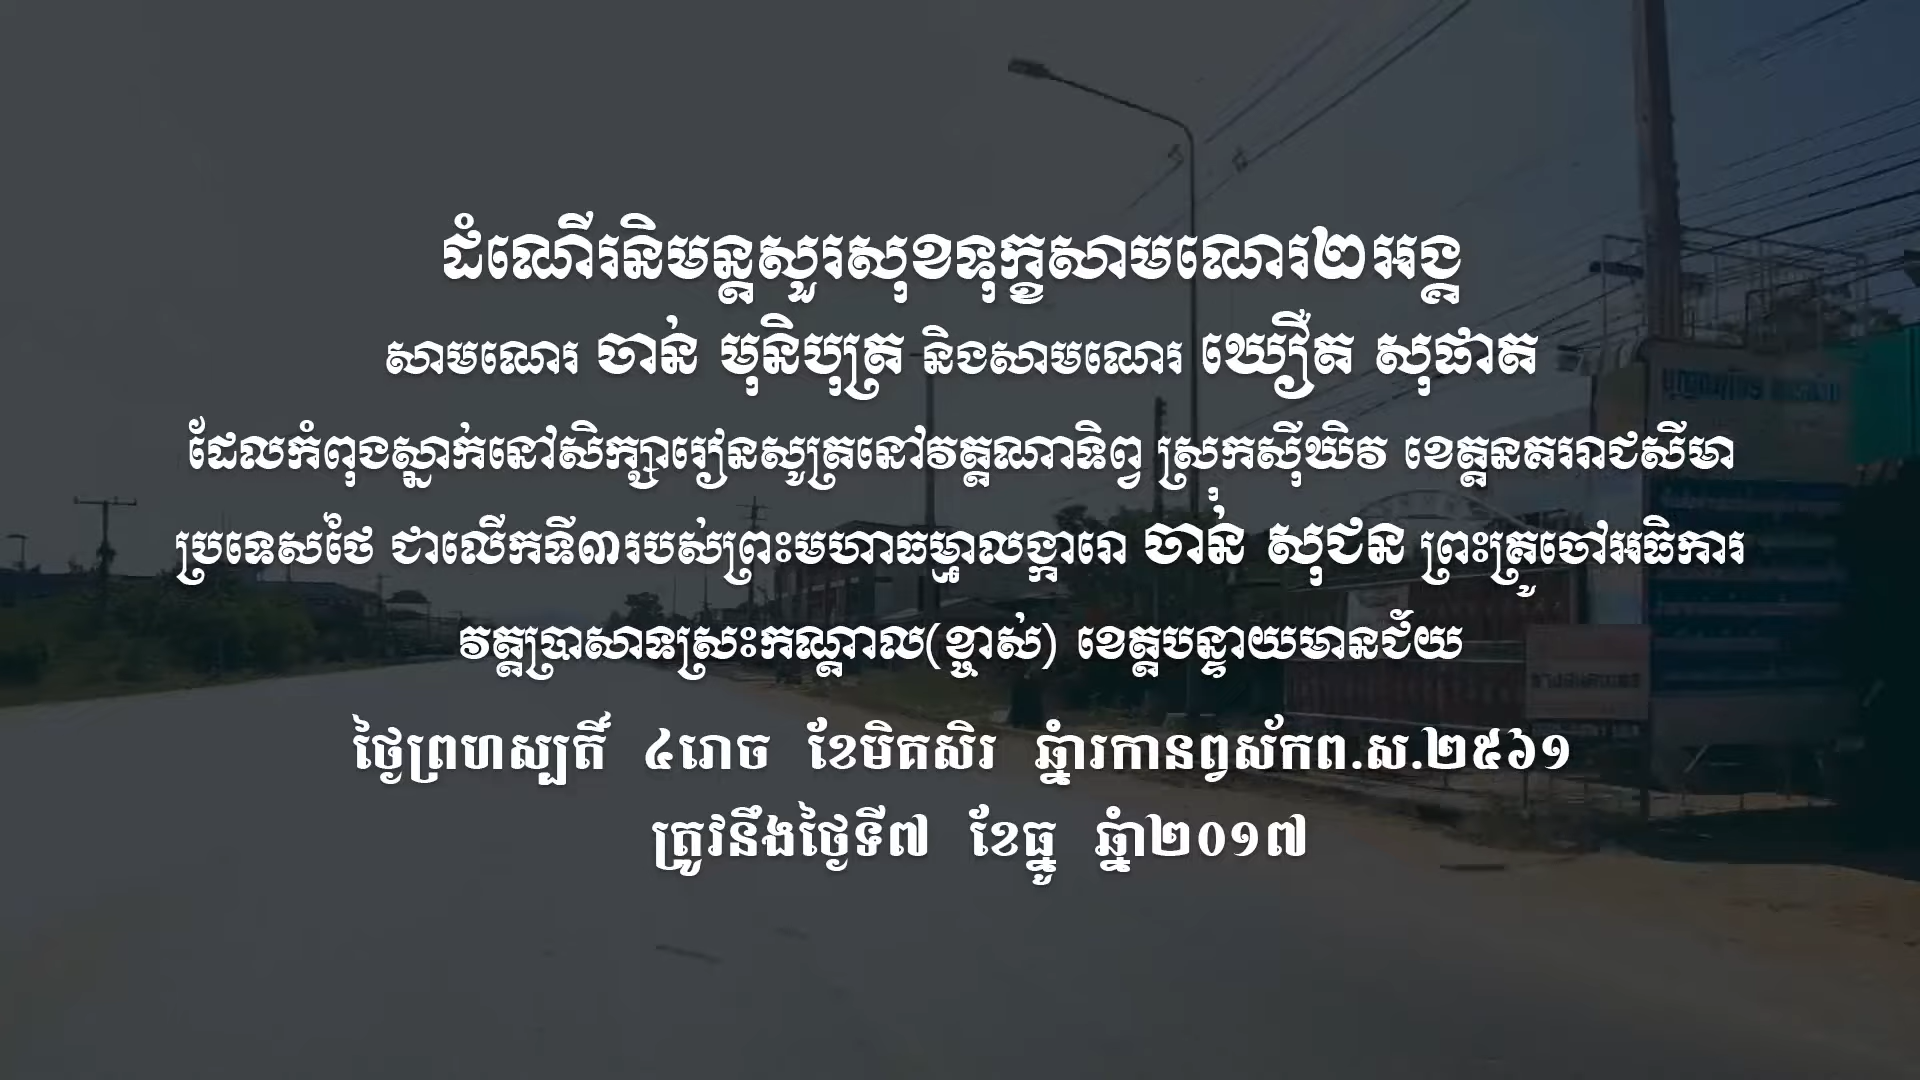 ដំណើរនិមន្តសួរសុខទុក្ខសាមណេរ២អង្គ
សាមណេរ ចាន់ មុនិបុត្រ និងសាមណេរ ឃឿត សុផាត
ដែលកំពុងស្នាក់នៅសិក្សារៀនសូត្រនៅវត្តណាទិព្វ ស្រុកស៊ីឃិវ ខេត្តនគររាជសីមា
ប្រទេសថៃ ជាលើកទី៣របស់ព្រះមហាធម្មាលង្ការោ ចាន់ សុជន ព្រះគ្រូចៅអធិការ
វត្តប្រាសាទស្រះកណ្តាល(ខ្ចាស់) ខេត្តបន្ទាយមានជ័យ
ថ្ងៃព្រហស្បតិ៍ ៤រោច ខែមិគសិរ ឆ្នាំរកានព្វស័កព.ស.២៥៦១
ត្រូវនឹងថ្ងៃទី៧ ខែធ្នូ ឆ្នាំ២០១៧